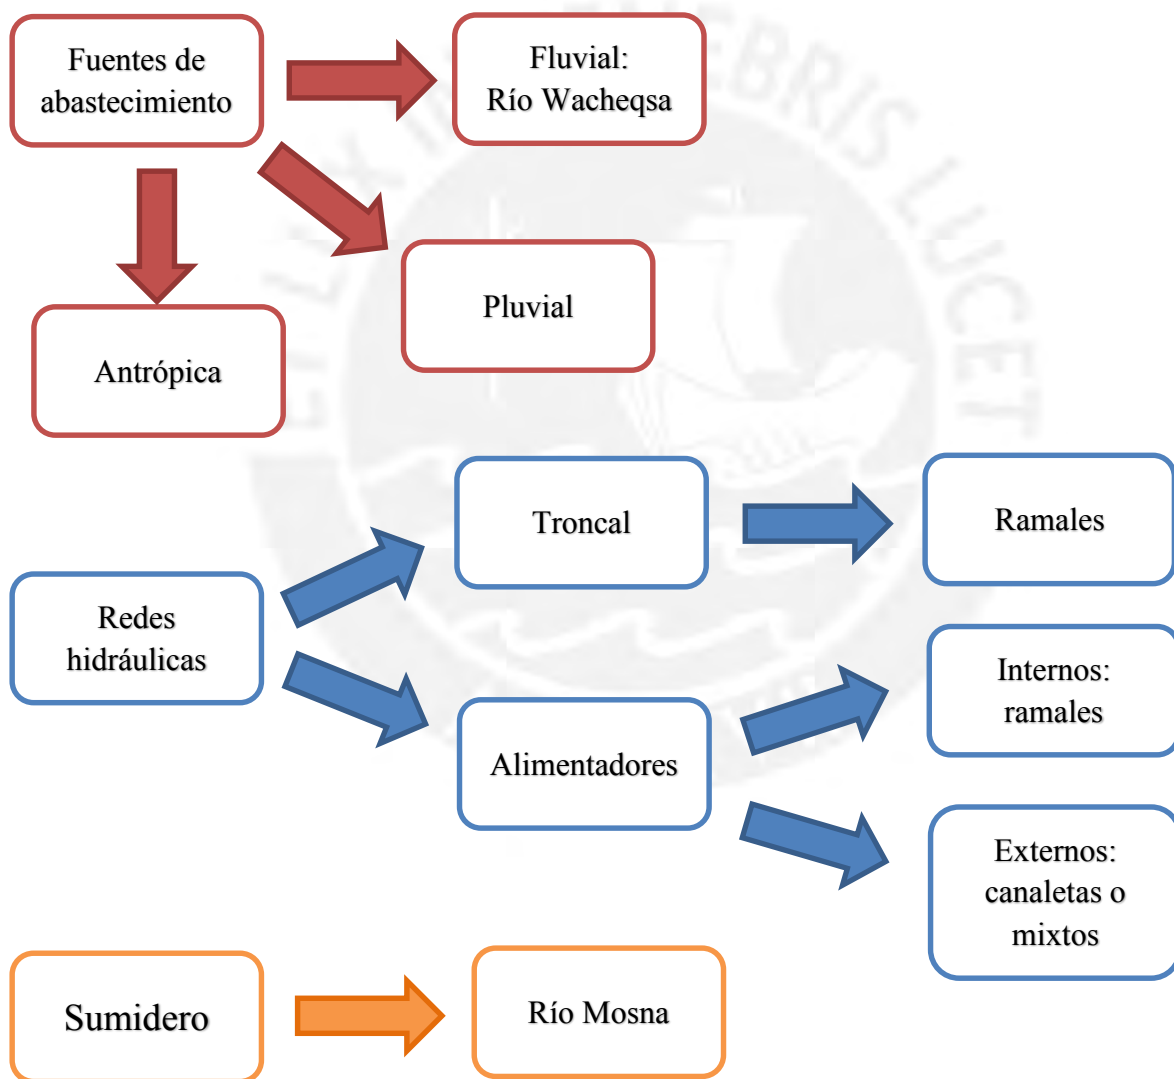 Fuentes de
abastecimiento
Fluvial:
Río Wacheqsa
Pluvial
Antrópica
Troncal
Ramales
Redes
hidráulicas
Internos:
ramales
Alimentadores
Externos:
canaletas o
mixtos
Sumidero
Río Mosna
LUCET